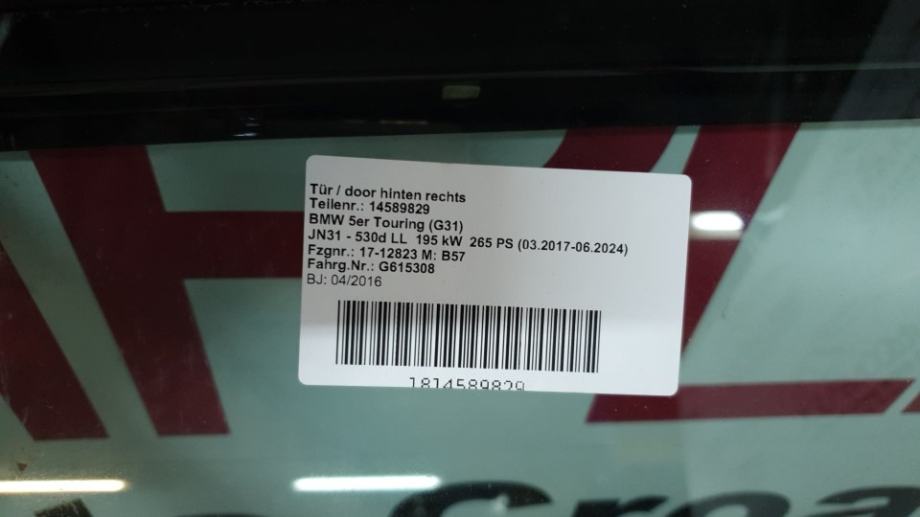 Tür / door hinten rechts
Teilenr.: 14589829
BMW 5er Touring (G31)
JN31 - 530d LL 195 kW 265 PS (03.2017-06.2024)
Fzgnr.: 17-12823 M: B57
Fahrg.Nr.: G615308
BJ: 04/2016
1814589829